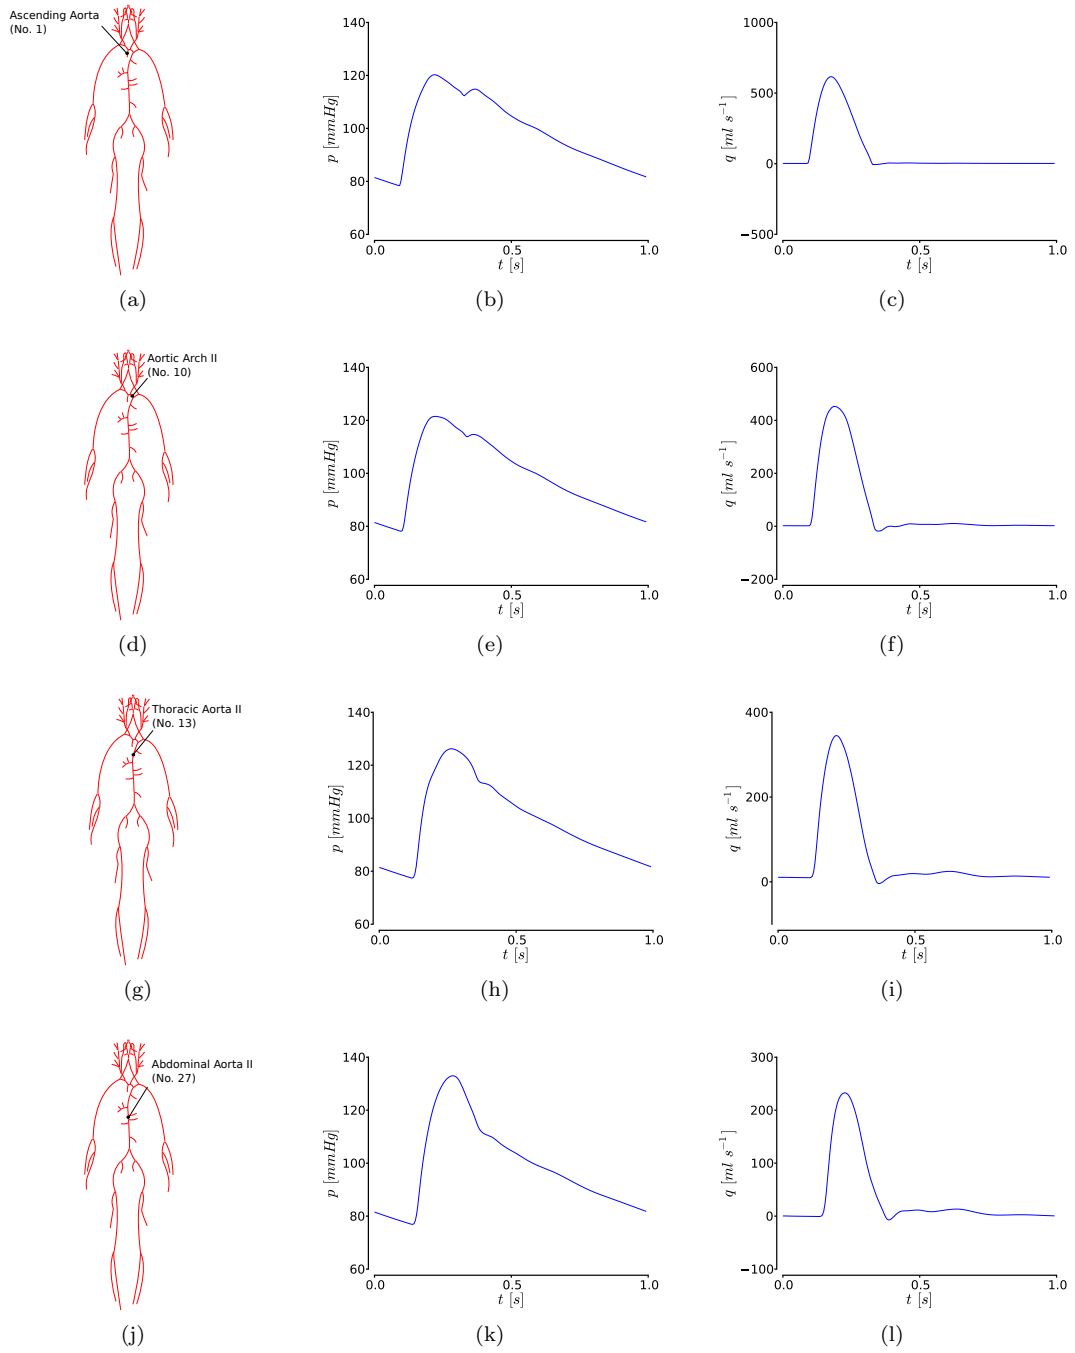 Ascending Aorta
(No. 1)
140
120
100
80
60
p [mmHg]
0.0 0.5 1.0
t [s]
1000
500
0
−500
q [ml s⁻¹]
0.0 0.5 1.0
t [s]
(a) (b) (c)
Aortic Arch II
(No. 10)
140
120
100
80
60
p [mmHg]
0.0 0.5 1.0
t [s]
600
400
200
0
−200
q [ml s⁻¹]
0.0 0.5 1.0
t [s]
(d) (e) (f)
Thoracic Aorta II
(No. 13)
140
120
100
80
60
p [mmHg]
0.0 0.5 1.0
t [s]
400
200
0
q [ml s⁻¹]
0.0 0.5 1.0
t [s]
(g) (h) (i)
Abdominal Aorta II
(No. 27)
140
120
100
80
60
p [mmHg]
0.0 0.5 1.0
t [s]
300
200
100
0
−100
q [ml s⁻¹]
0.0 0.5 1.0
t [s]
(j) (k) (l)